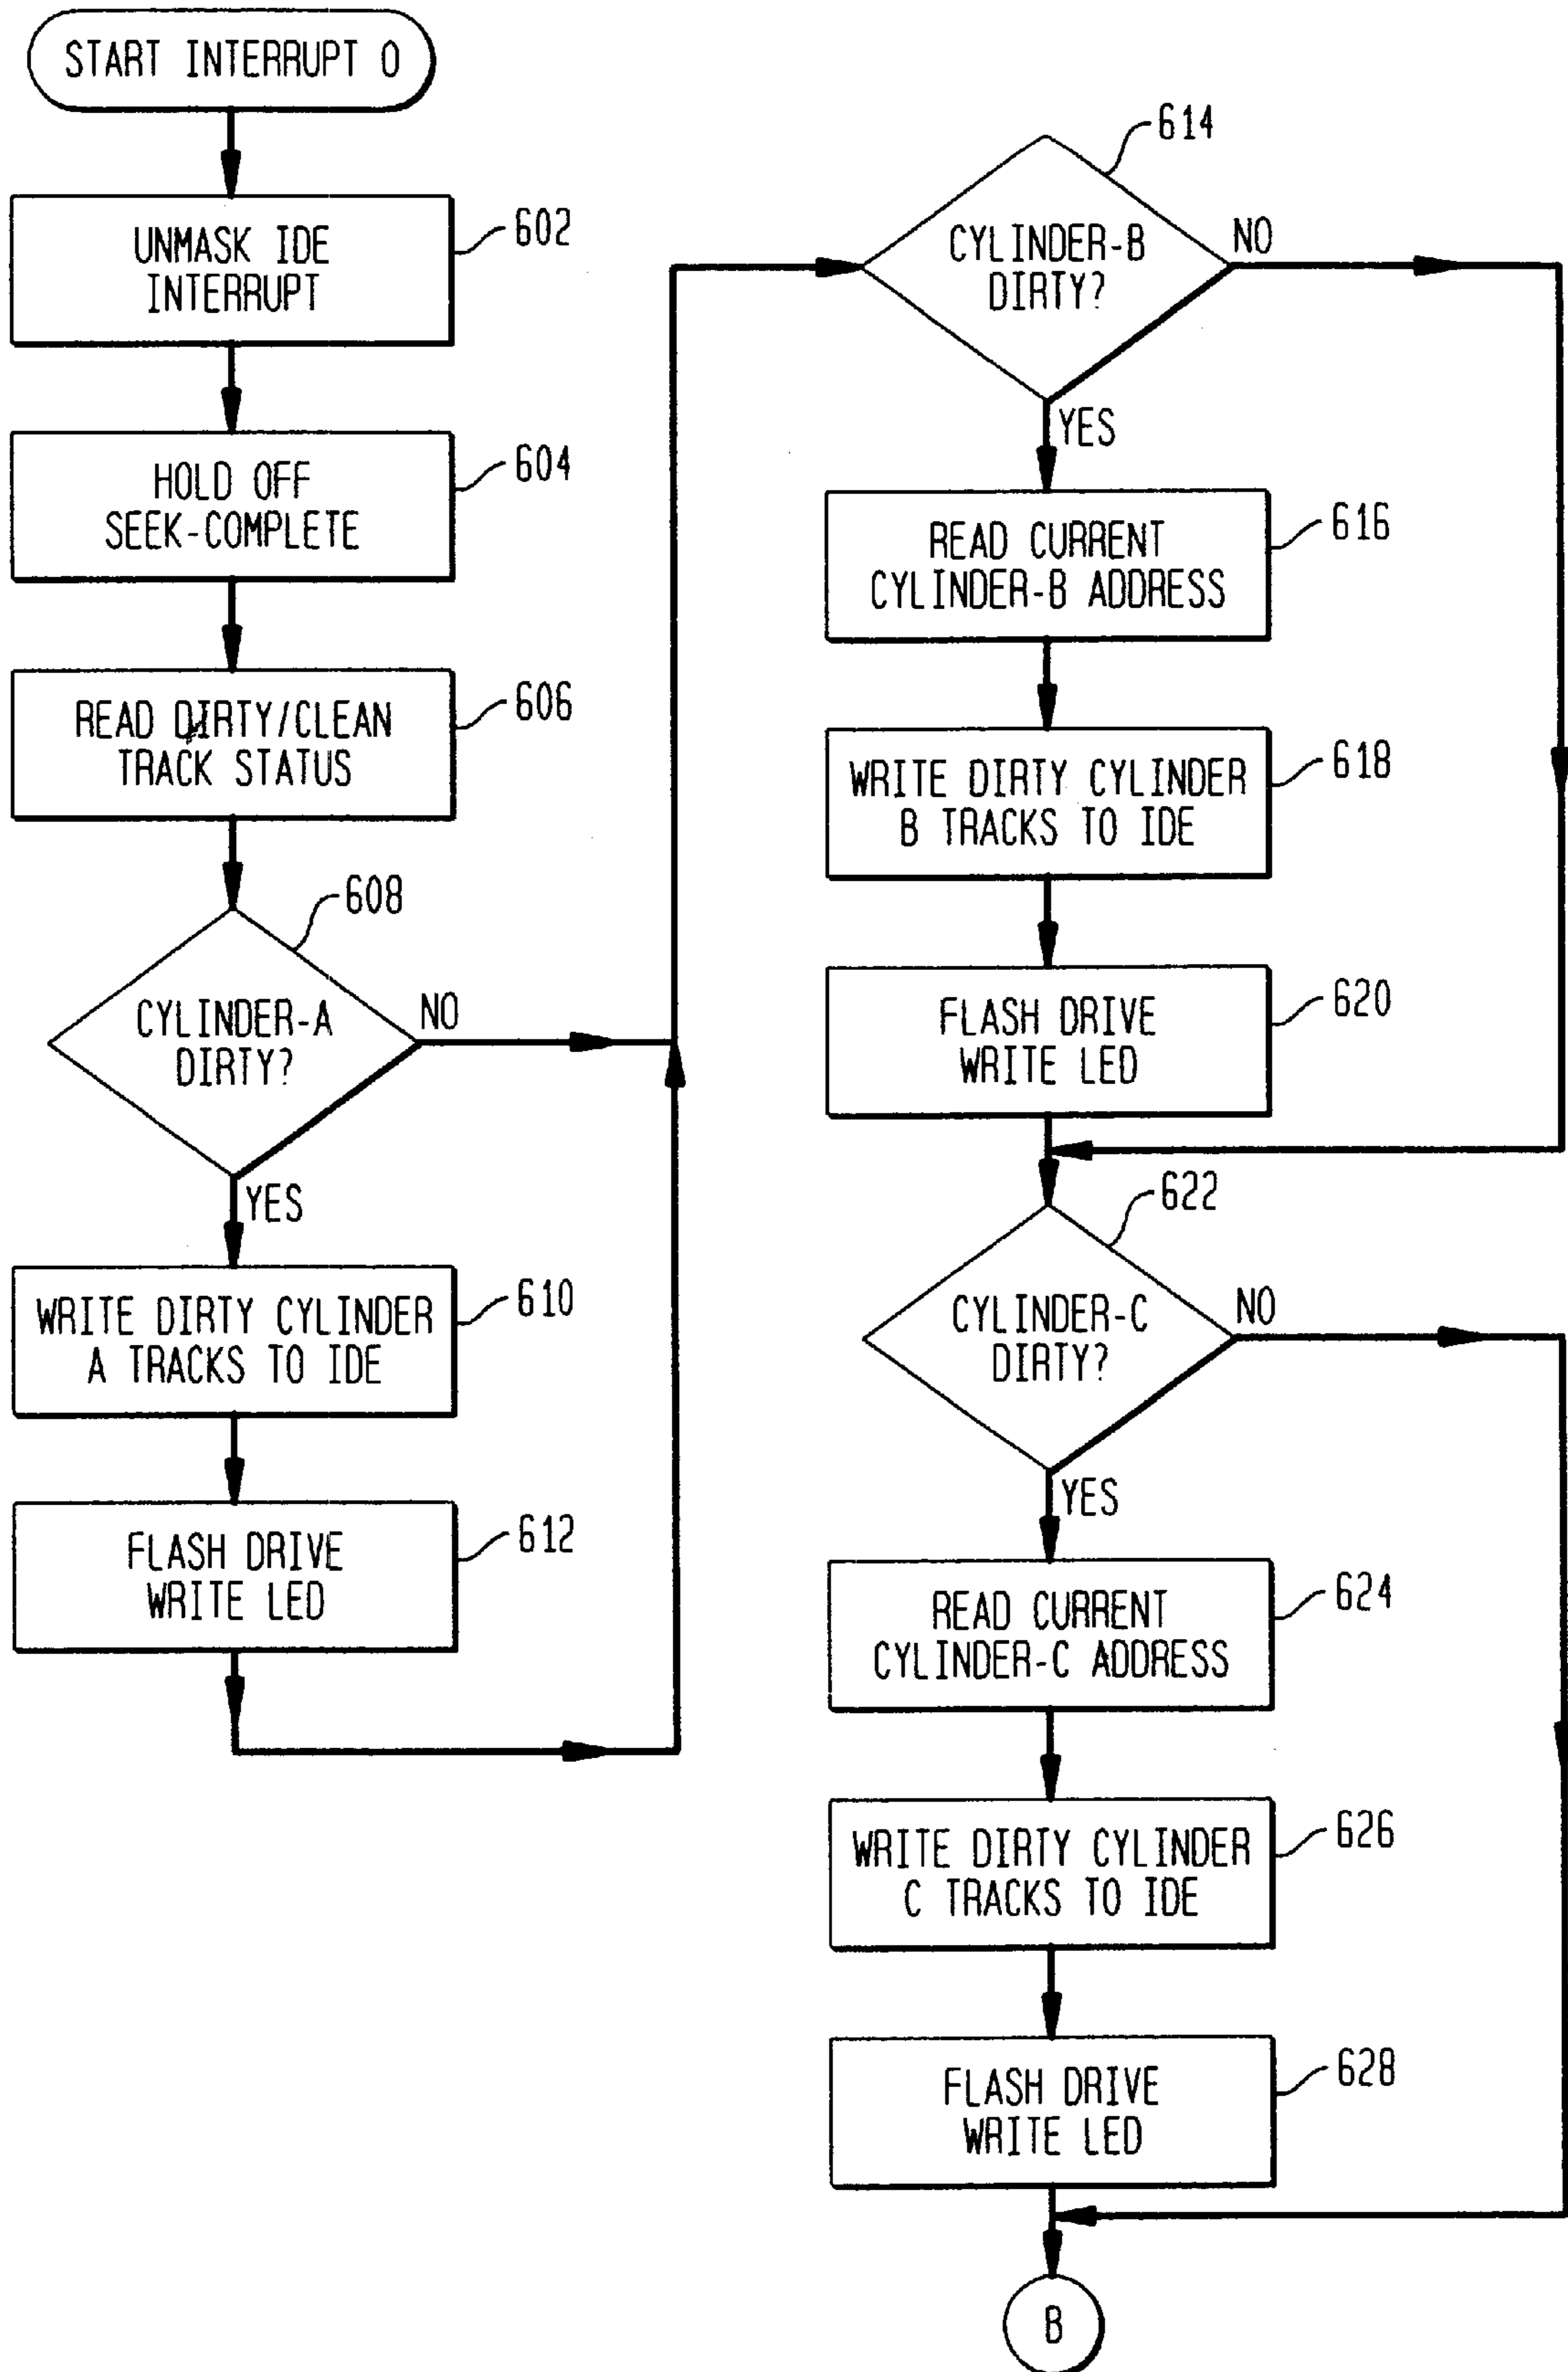 START INTERRUPT 0
UNMASK IDE
INTERRUPT
602
HOLD OFF
SEEK-COMPLETE
604
READ DIRTY/CLEAN
TRACK STATUS
606
608
CYLINDER-A
DIRTY?
NO
YES
WRITE DIRTY CYLINDER
A TRACKS TO IDE
610
FLASH DRIVE
WRITE LED
612
614
CYLINDER-B
DIRTY?
NO
YES
READ CURRENT
CYLINDER-B ADDRESS
616
WRITE DIRTY CYLINDER
B TRACKS TO IDE
618
FLASH DRIVE
WRITE LED
620
622
CYLINDER-C
DIRTY?
NO
YES
READ CURRENT
CYLINDER-C ADDRESS
624
WRITE DIRTY CYLINDER
C TRACKS TO IDE
626
FLASH DRIVE
WRITE LED
628
B